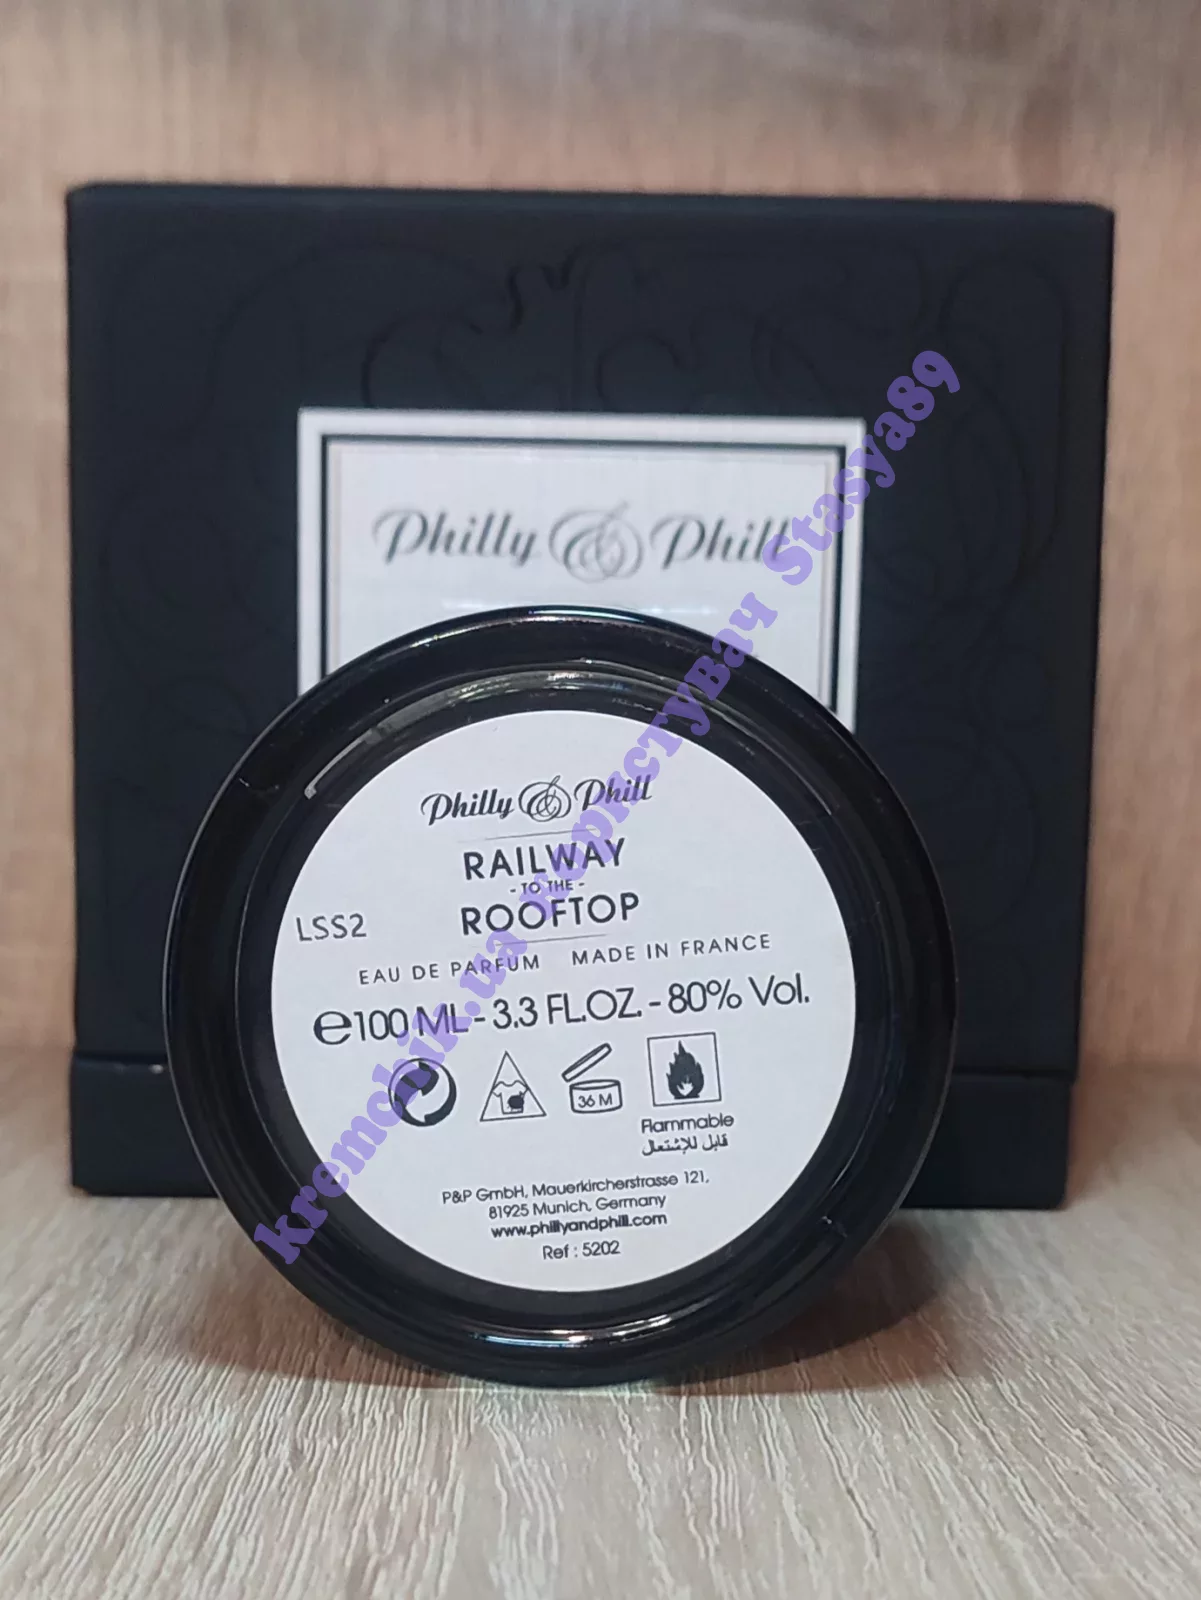 Philly & Phill
Philly & Phill
RAILWAY
- TO THE -
ROOFTOP
LSS2
EAU DE PARFUM MADE IN FRANCE
℮100 ML - 3.3 FL.OZ. - 80% Vol.
36 M
Flammable
قابل للإشتعال
P&P GmbH, Mauerkircherstrasse 121,
81925 Munich, Germany
www.phillyandphill.com
Ref : 5202
kremchik.ua користуВач Stasya89